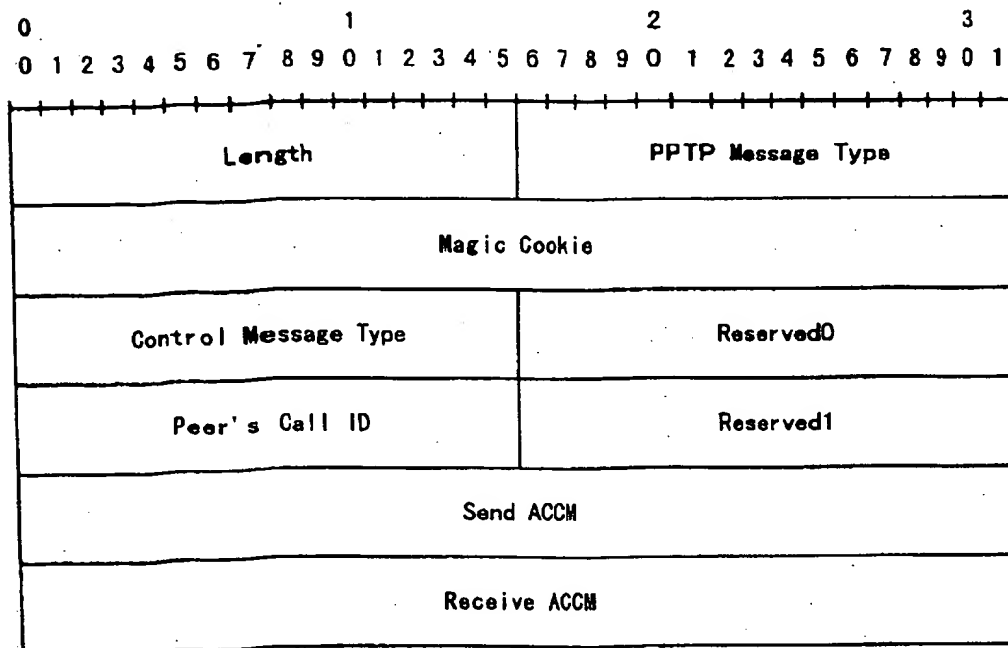 0 1 2 3
0 1 2 3 4 5 6 7 8 9 0 1 2 3 4 5 6 7 8 9 0 1 2 3 4 5 6 7 8 9 0 1
Length PPTP Message Type
Magic Cookie
Control Message Type Reserved0
Peer's Call ID Reserved1
Send ACCM
Receive ACCM